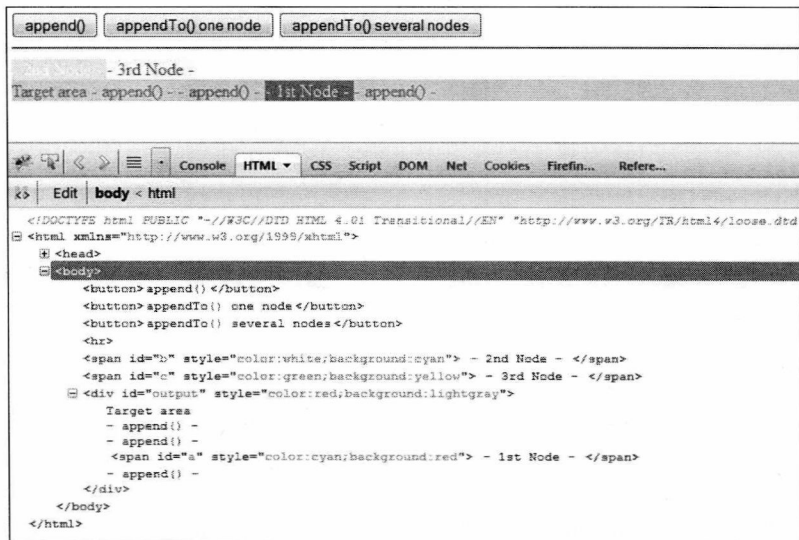 append() appendTo() one node appendTo() several nodes
- 3rd Node -
Target area - append() - - append() - - 1st Node - - append() -
Console HTML CSS Script DOM Net Cookies Firefin... Refere...
Edit body < html
<!DOCTYPE html PUBLIC "-//W3C//DTD HTML 4.01 Transitional//EN" "http://www.w3.org/TR/html4/loose.dtd
<html xmlns="http://www.w3.org/1999/xhtml">
<head>
<body>
<button>append()</button>
<button>appendTo() one node</button>
<button>appendTo() several nodes</button>
<hr>
<span id="b" style="color:white;background:cyan"> - 2nd Node - </span>
<span id="c" style="color:green;background:yellow"> - 3rd Node - </span>
<div id="output" style="color:red;background:lightgray">
Target area
- append() -
- append() -
<span id="a" style="color:cyan;background:red"> - 1st Node - </span>
- append() -
</div>
</body>
</html>